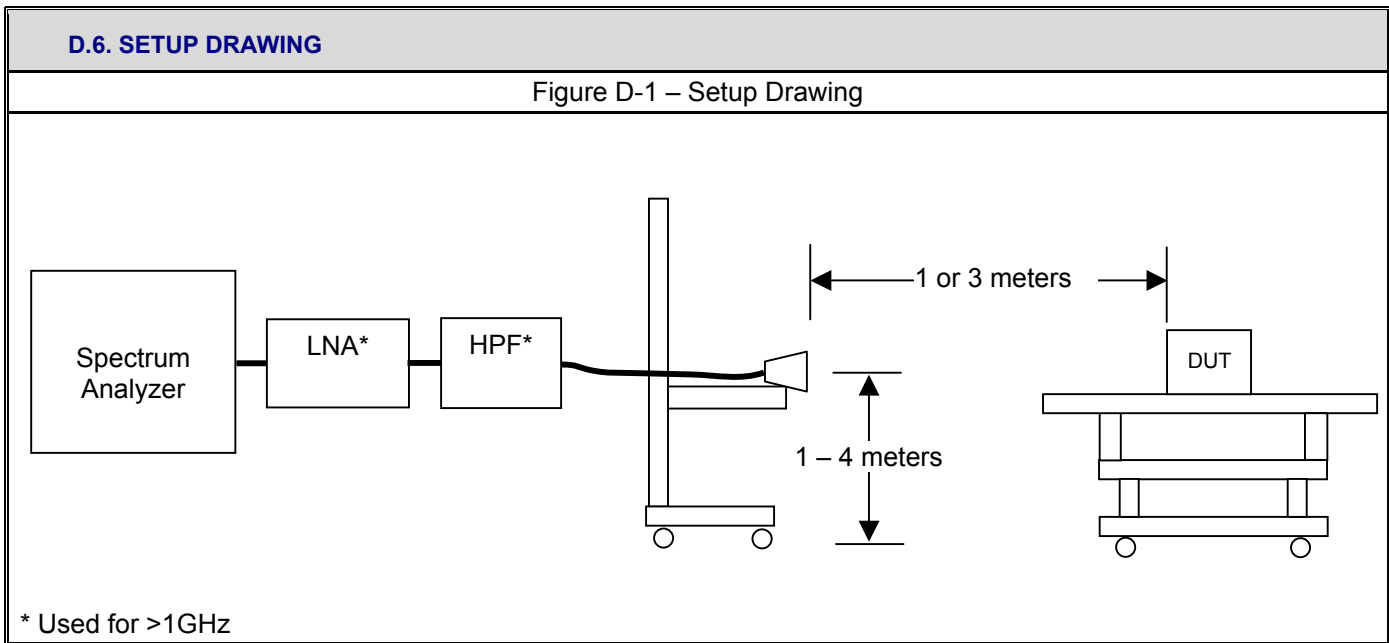 D.6. SETUP DRAWING
Figure D-1 – Setup Drawing
1 or 3 meters
Spectrum
Analyzer
LNA*
HPF*
DUT
1 – 4 meters
* Used for >1GHz